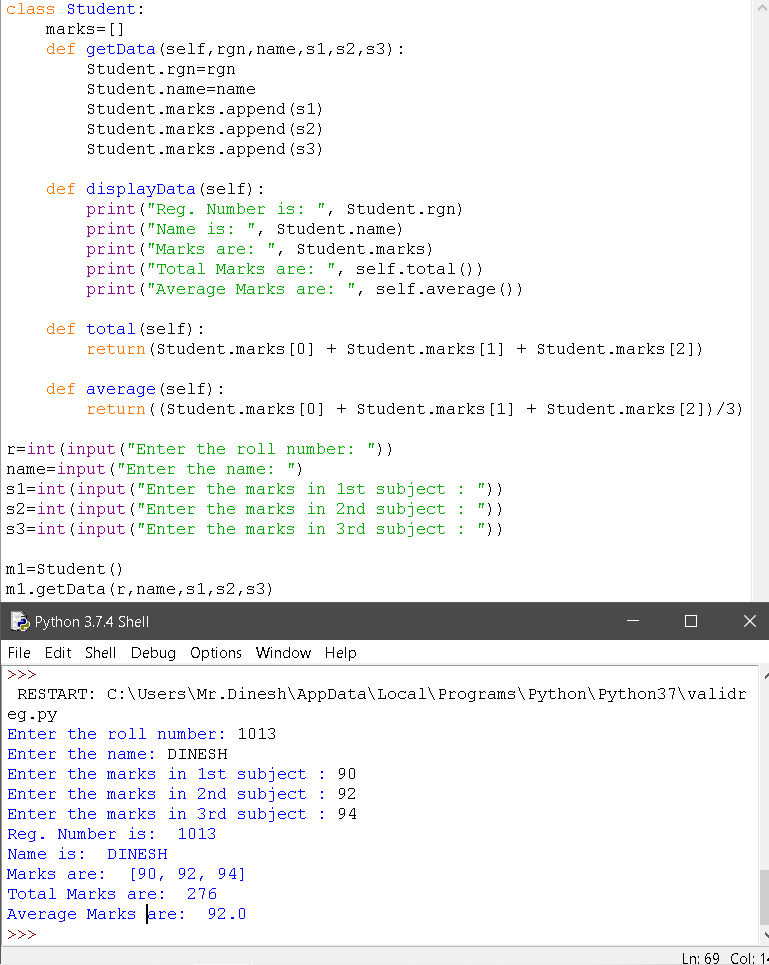 class Student:
    marks=[]
    def getData(self,rgn,name,s1,s2,s3):
        Student.rgn=rgn
        Student.name=name
        Student.marks.append(s1)
        Student.marks.append(s2)
        Student.marks.append(s3)

    def displayData(self):
        print("Reg. Number is: ", Student.rgn)
        print("Name is: ", Student.name)
        print("Marks are: ", Student.marks)
        print("Total Marks are: ", self.total())
        print("Average Marks are: ", self.average())

    def total(self):
        return(Student.marks[0] + Student.marks[1] + Student.marks[2])

    def average(self):
        return((Student.marks[0] + Student.marks[1] + Student.marks[2])/3)

r=int(input("Enter the roll number: "))
name=input("Enter the name: ")
s1=int(input("Enter the marks in 1st subject : "))
s2=int(input("Enter the marks in 2nd subject : "))
s3=int(input("Enter the marks in 3rd subject : "))

m1=Student()
m1.getData(r,name,s1,s2,s3)
Python 3.7.4 Shell
File Edit Shell Debug Options Window Help
>>>
 RESTART: C:\Users\Mr.Dinesh\AppData\Local\Programs\Python\Python37\validr
eg.py
Enter the roll number: 1013
Enter the name: DINESH
Enter the marks in 1st subject : 90
Enter the marks in 2nd subject : 92
Enter the marks in 3rd subject : 94
Reg. Number is:  1013
Name is:  DINESH
Marks are:  [90, 92, 94]
Total Marks are:  276
Average Marks are:  92.0
>>>
Ln: 69 Col: